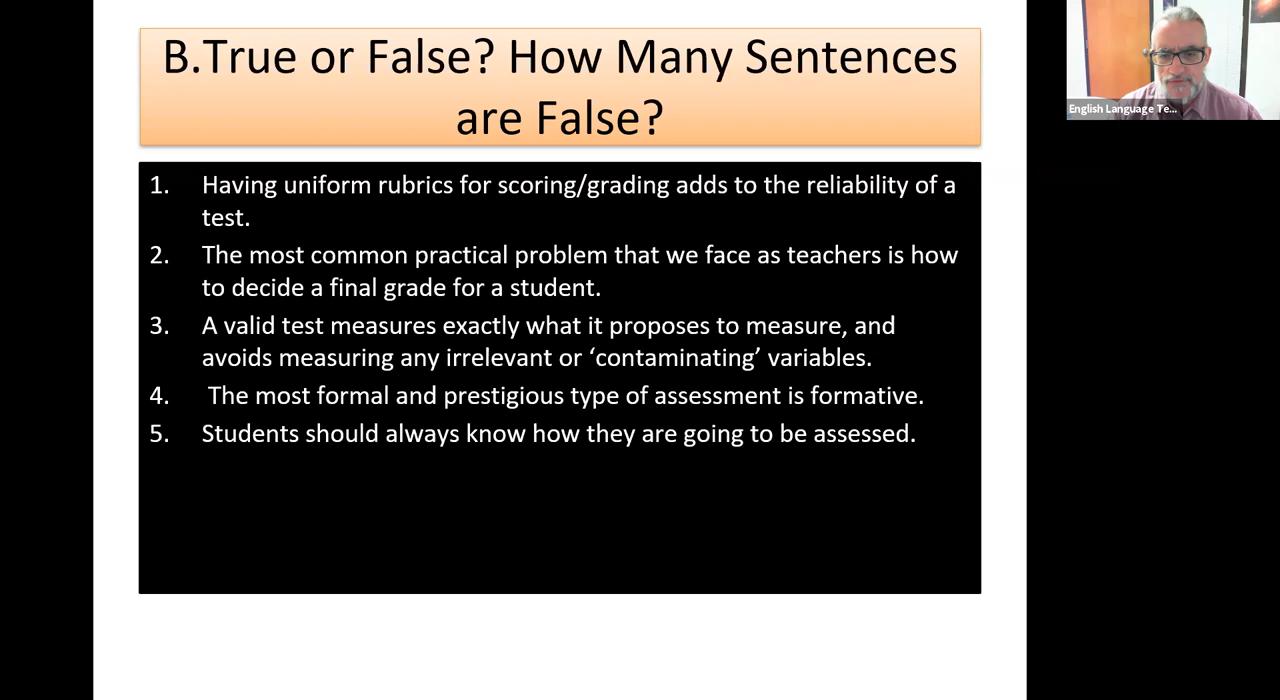 B.True or False? How Many Sentences
are False?
1. Having uniform rubrics for scoring/grading adds to the reliability of a
test.
2. The most common practical problem that we face as teachers is how
to decide a final grade for a student.
3. A valid test measures exactly what it proposes to measure, and
avoids measuring any irrelevant or ‘contaminating’ variables.
4. The most formal and prestigious type of assessment is formative.
5. Students should always know how they are going to be assessed.
English Language Te...